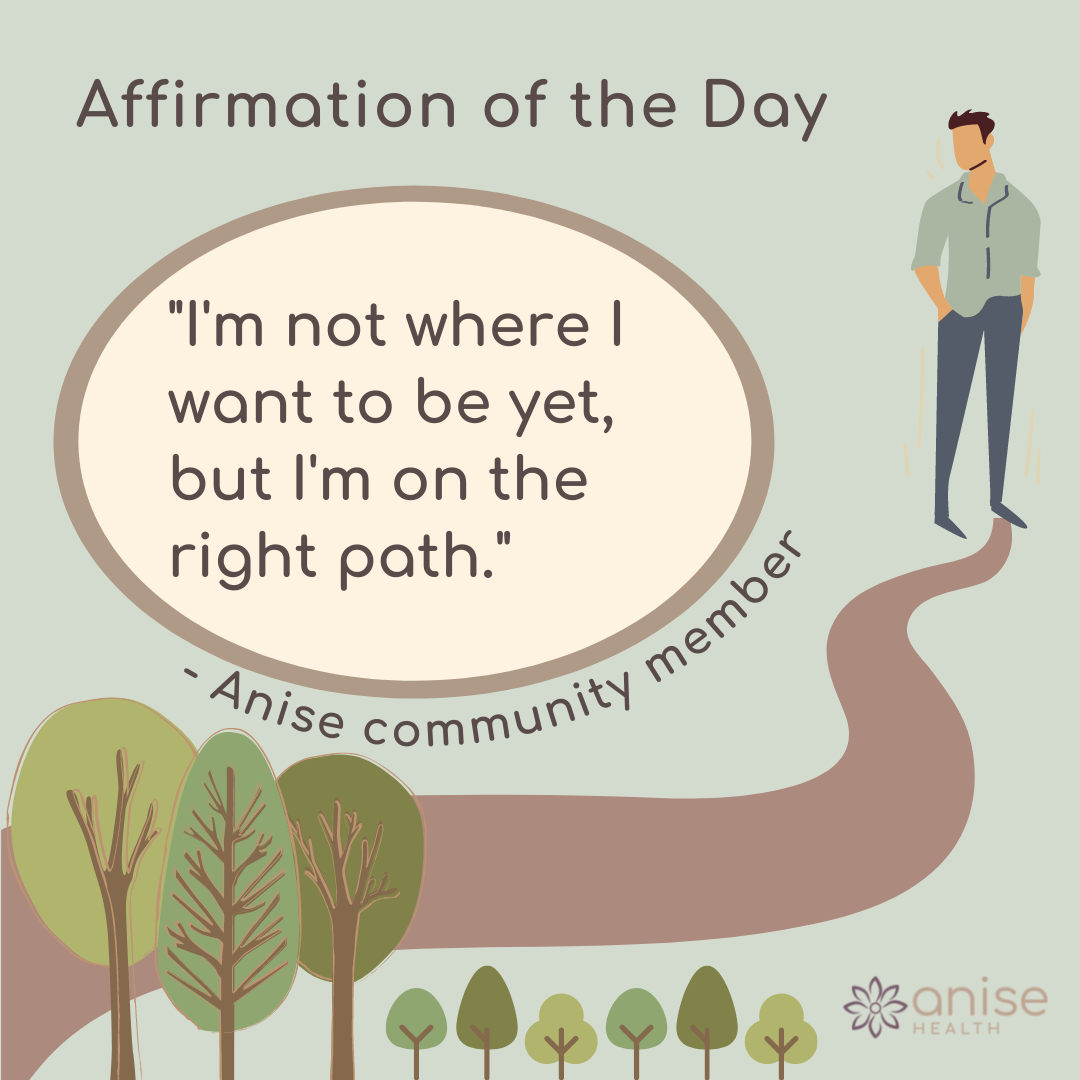 Affirmation of the Day
"I'm not where I
want to be yet,
but I'm on the
right path."
- Anise community member
anise
HEALTH